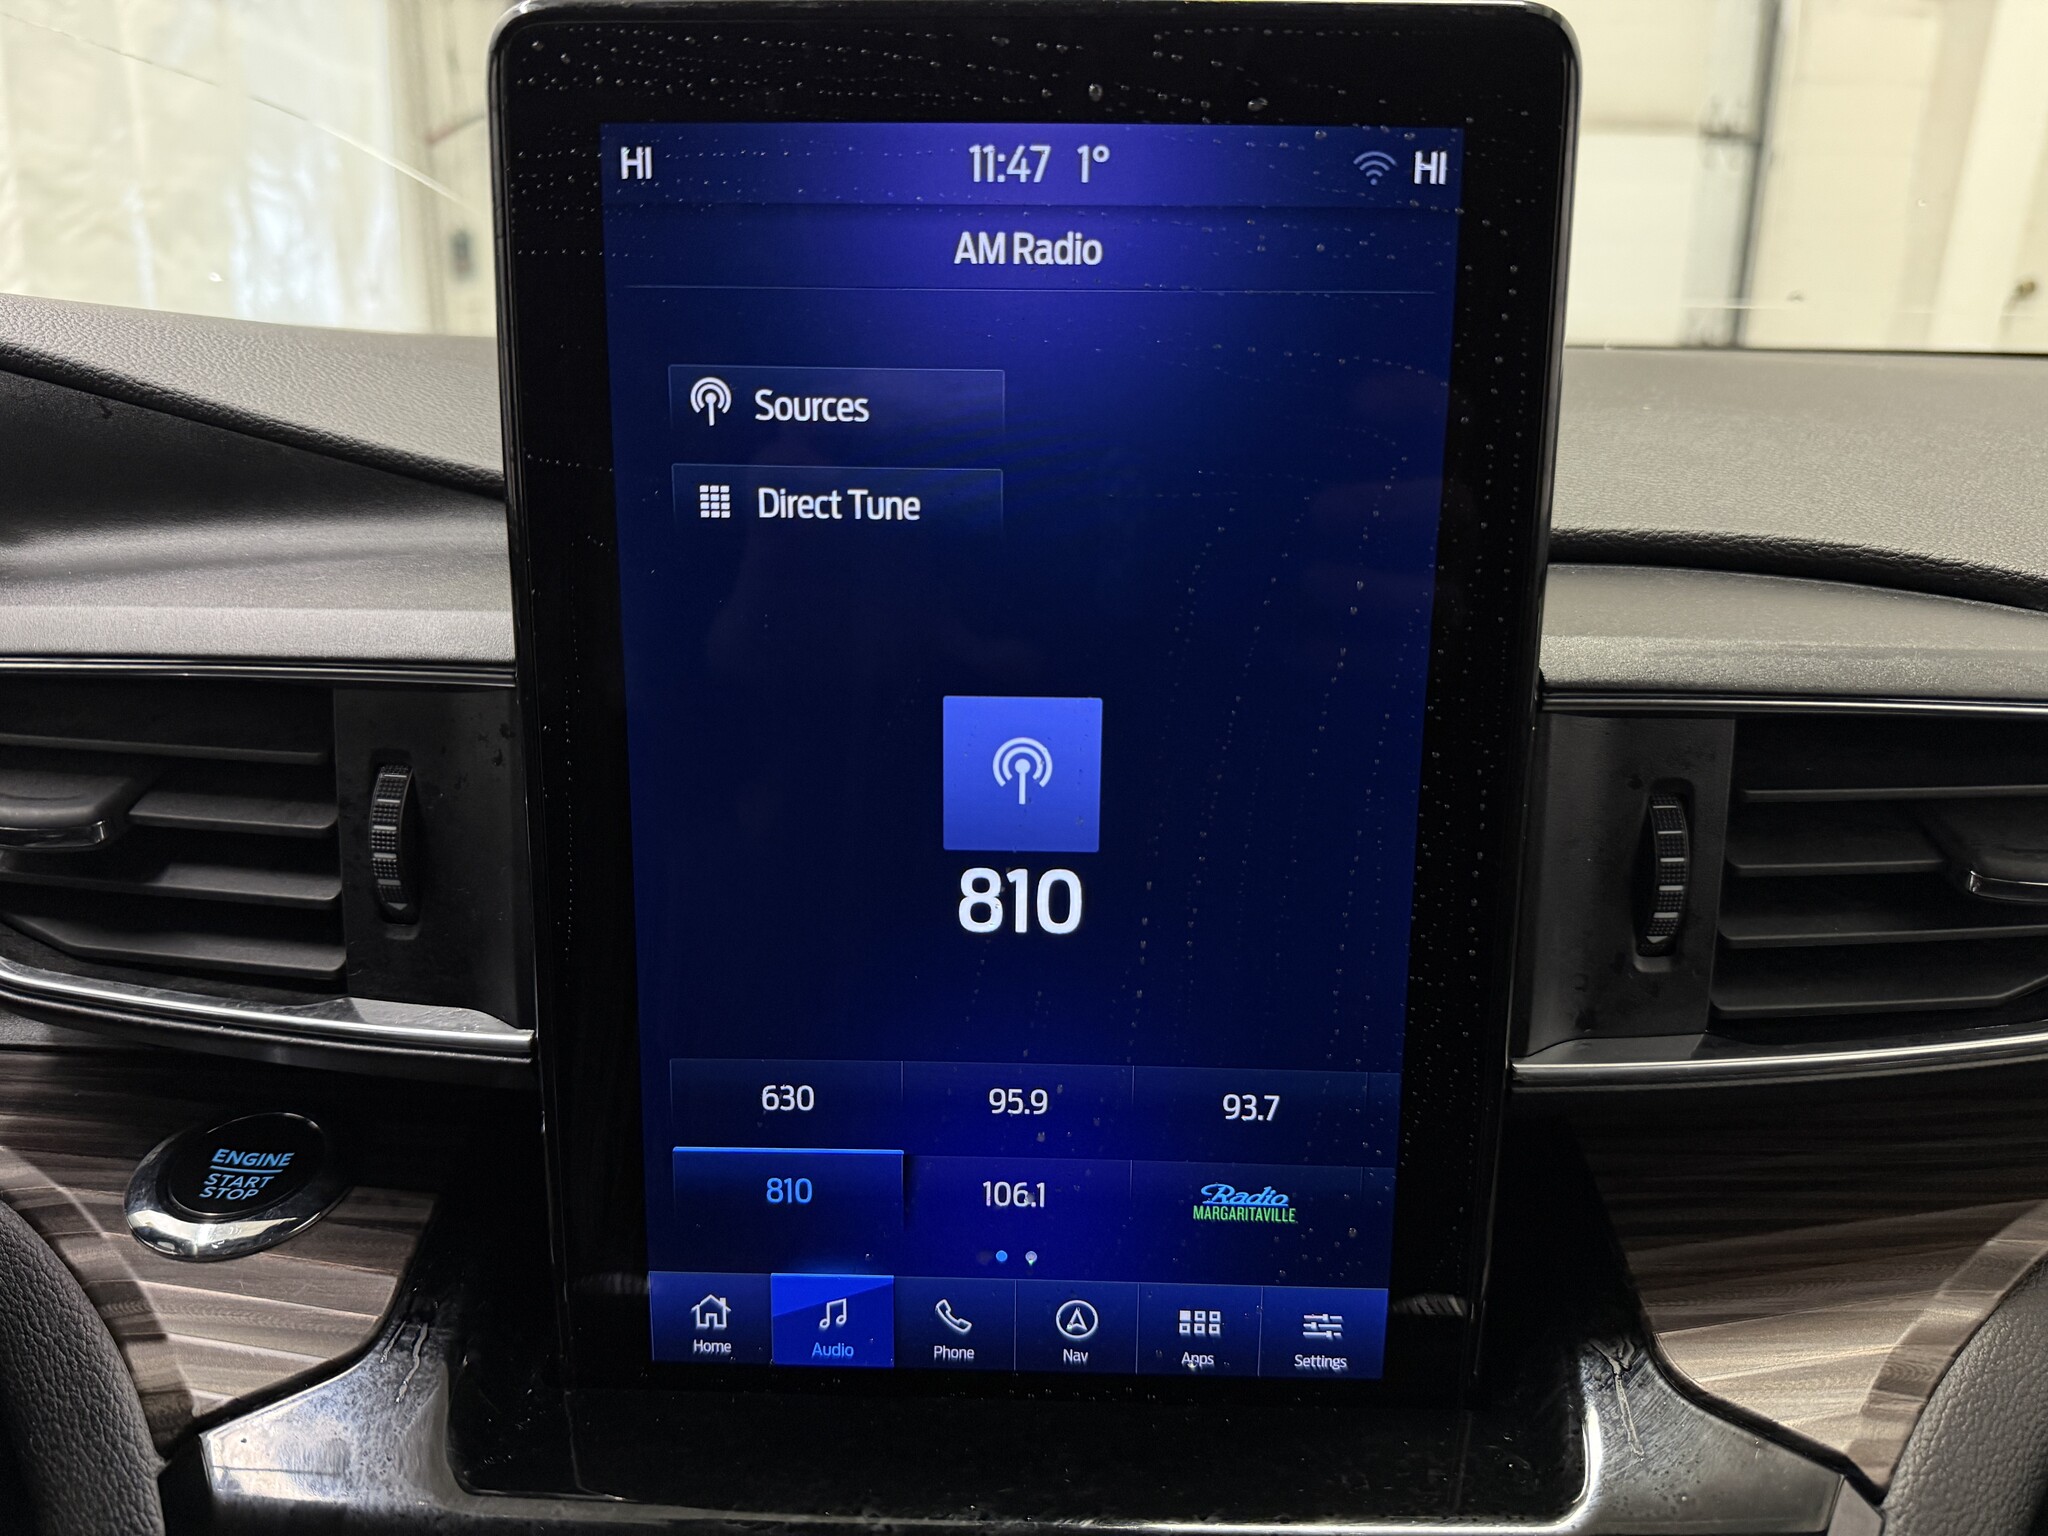 HI
11:47 1°
HI
AM Radio
Sources
Direct Tune
810
630
95.9
93.7
810
106.1
Radio
MARGARITAVILLE
ENGINE
START
STOP
Home
Audio
Phone
Nav
Apps
Settings